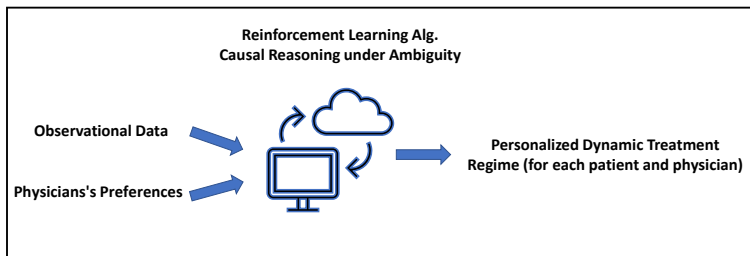 Reinforcement Learning Alg.
Causal Reasoning under Ambiguity
Observational Data
Physicians's Preferences
Personalized Dynamic Treatment
Regime (for each patient and physician)